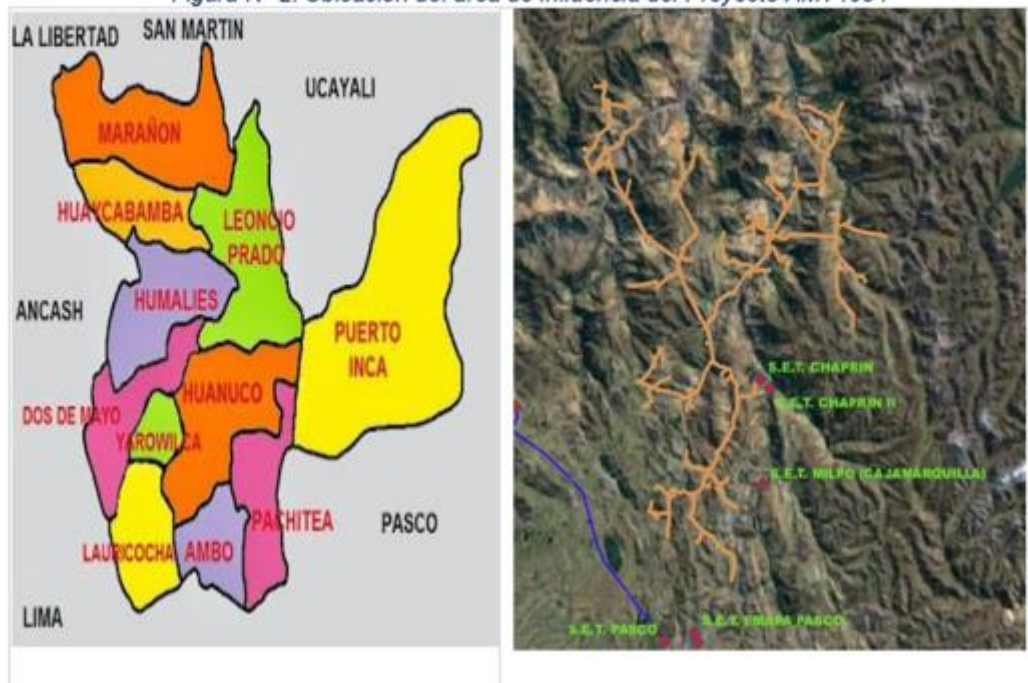 LA LIBERTAD
SAN MARTIN
UCAYALI
MARAÑON
HUAYCABAMBA
LEONCIO
PRADO
HUMALIES
ANCASH
PUERTO
INCA
HUANUCO
DOS DE MAYO
YAROWILCA
PACHITEA
PASCO
LAURICOCHA
AMBO
LIMA
S.E.T. CHAPRIN
S.E.T. CHAPRIN II
S.E.T. MILPO (CAJAMARQUILLA)
S.E.T. PASCO
S.E.T. EMAPA PASCO